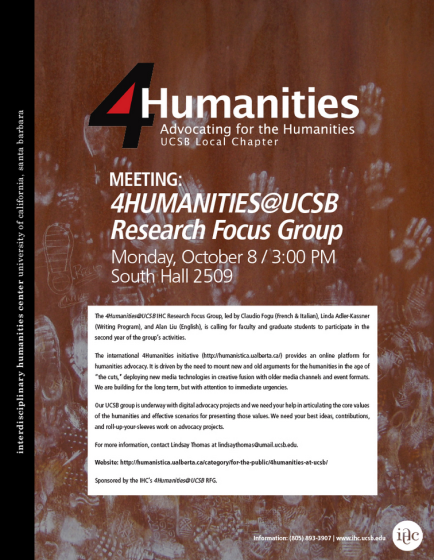 interdisciplinary humanities center university of california, santa barbara
4Humanities
Advocating for the Humanities
UCSB Local Chapter
MEETING:
4HUMANITIES@UCSB
Research Focus Group
Monday, October 8 / 3:00 PM
South Hall 2509
The 4Humanities@UCSB IHC Research Focus Group, led by Claudio Fogu (French & Italian), Linda Adler-Kassner
(Writing Program), and Alan Liu (English), is calling for faculty and graduate students to participate in the
second year of the group's activities.
The international 4Humanities initiative (http://humanistica.ualberta.ca/) provides an online platform for
humanities advocacy. It is driven by the need to mount new and old arguments for the humanities in the age of
"the cuts," deploying new media technologies in creative fusion with older media channels and event formats.
We are building for the long term, but with attention to immediate urgencies.
Our UCSB group is underway with digital advocacy projects and we need your help in articulating the core values
of the humanities and effective scenarios for presenting those values. We need your best ideas, contributions,
and roll-up-your-sleeves work on advocacy projects.
For more information, contact Lindsay Thomas at lindsaythomas@umail.ucsb.edu.
Website: http://humanistica.ualberta.ca/category/for-the-public/4humanities-at-ucsb/
Sponsored by the IHC's 4Humanities@UCSB RFG.
Information: (805) 893-3907 | www.ihc.ucsb.edu
ihc